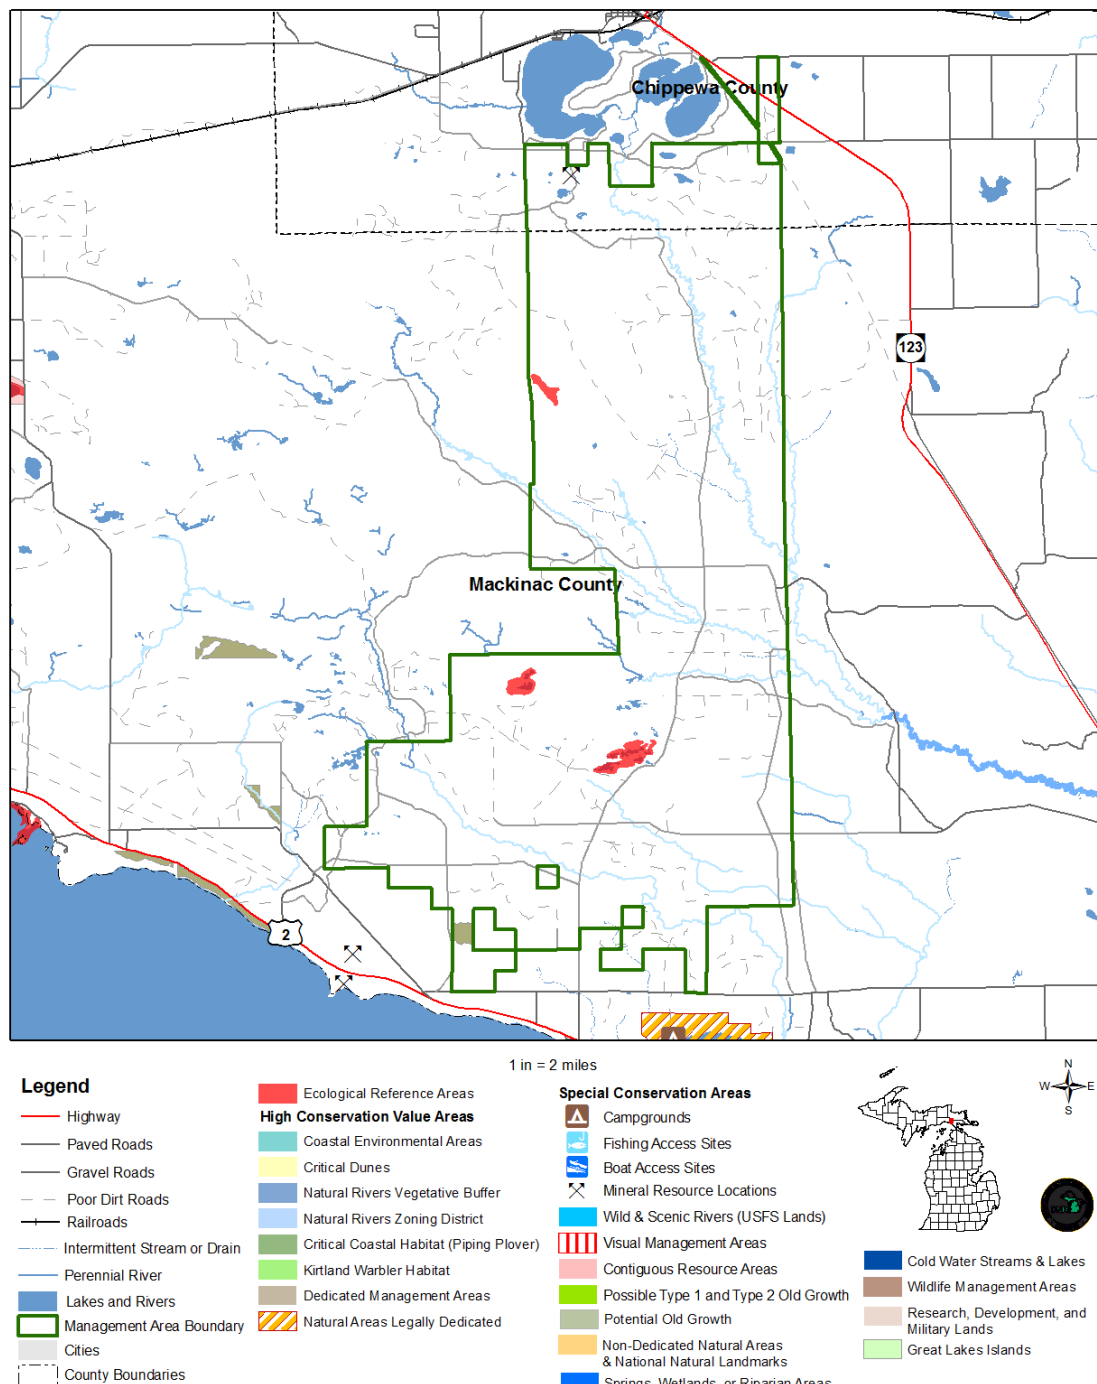 Chippewa County
123
Mackinac County
2
1 in = 2 miles
Legend
Highway
Paved Roads
Gravel Roads
Poor Dirt Roads
Railroads
Intermittent Stream or Drain
Perennial River
Lakes and Rivers
Management Area Boundary
Cities
County Boundaries
Ecological Reference Areas
High Conservation Value Areas
Coastal Environmental Areas
Critical Dunes
Natural Rivers Vegetative Buffer
Natural Rivers Zoning District
Critical Coastal Habitat (Piping Plover)
Kirtland Warbler Habitat
Dedicated Management Areas
Natural Areas Legally Dedicated
Special Conservation Areas
Campgrounds
Fishing Access Sites
Boat Access Sites
Mineral Resource Locations
Wild & Scenic Rivers (USFS Lands)
Visual Management Areas
Contiguous Resource Areas
Possible Type 1 and Type 2 Old Growth
Potential Old Growth
Non-Dedicated Natural Areas
& National Natural Landmarks
Springs, Wetlands, or Riparian Areas
N
W
E
S
Cold Water Streams & Lakes
Wildlife Management Areas
Research, Development, and
Military Lands
Great Lakes Islands